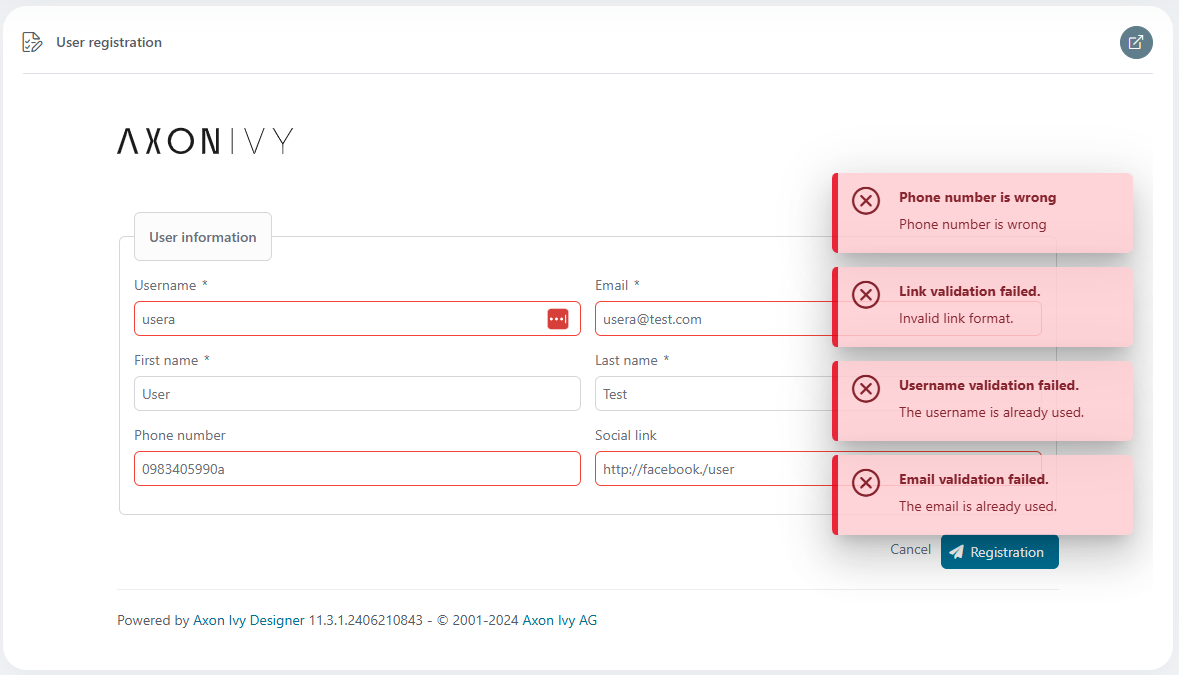 User registration
AXONIVY
User information
Username *
usera
Email *
usera@test.com
First name *
User
Last name *
Test
Phone number
0983405990a
Social link
http://facebook./user
Phone number is wrong
Phone number is wrong
Link validation failed.
Invalid link format.
Username validation failed.
The username is already used.
Email validation failed.
The email is already used.
Cancel
Registration
Powered by Axon Ivy Designer 11.3.1.2406210843 - © 2001-2024 Axon Ivy AG